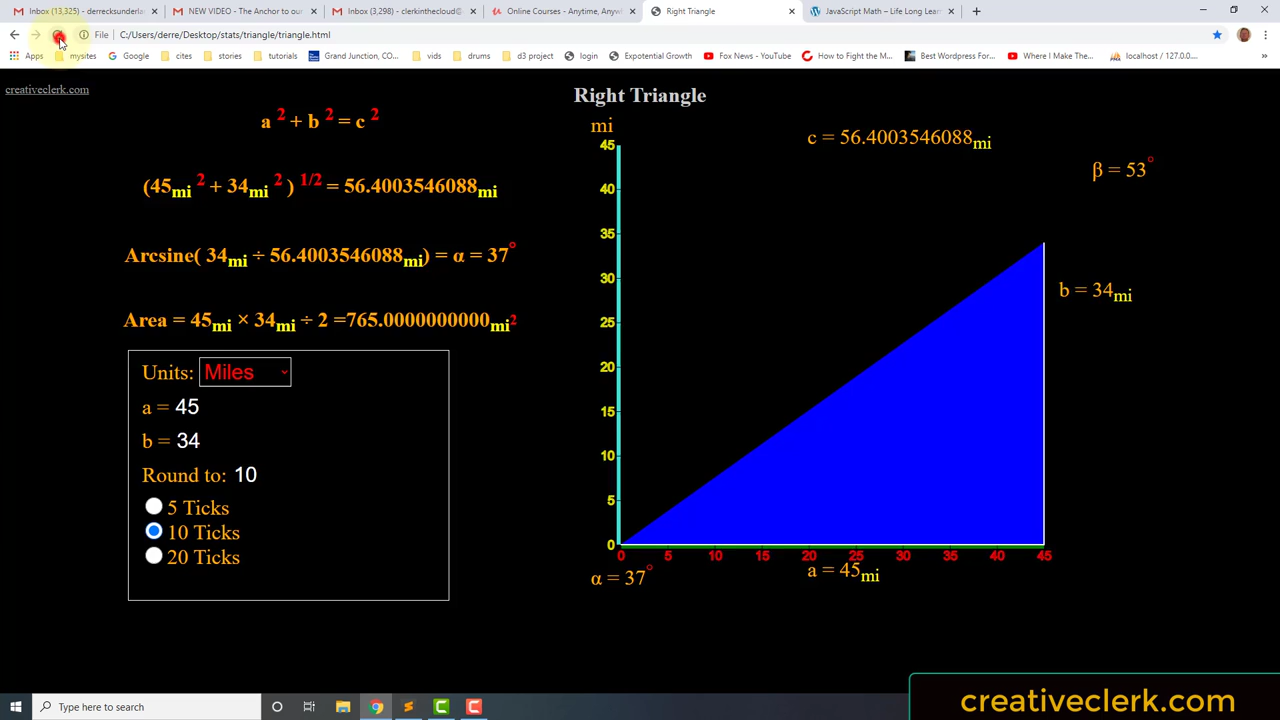 Inbox (13,325) - derrecksunderlan
NEW VIDEO - The Anchor to our
Inbox (3,298) - clerkinthecloud@
Online Courses - Anytime, Anyw
Right Triangle
JavaScript Math – Life Long Lear
File C:/Users/derre/Desktop/stats/triangle/triangle.html
Apps mysites Google cites stories tutorials Grand Junction, CO... vids drums d3 project login Expotential Growth Fox News - YouTube How to Fight the M... Best Wordpress For... Where I Make The... localhost / 127.0.0...
creativeclerk.com
Right Triangle
a 2 + b 2 = c 2
(45mi 2 + 34mi 2 ) 1/2 = 56.4003546088mi
Arcsine( 34mi ÷ 56.4003546088mi) = α = 37°
Area = 45mi × 34mi ÷ 2 =765.0000000000mi2
Units: Miles
a = 45
b = 34
Round to: 10
5 Ticks
10 Ticks
20 Ticks
mi
45
40
35
30
25
20
15
10
5
0
0 5 10 15 20 25 30 35 40 45
c = 56.4003546088mi
β = 53°
b = 34mi
α = 37°
a = 45mi
Type here to search
creativeclerk.com